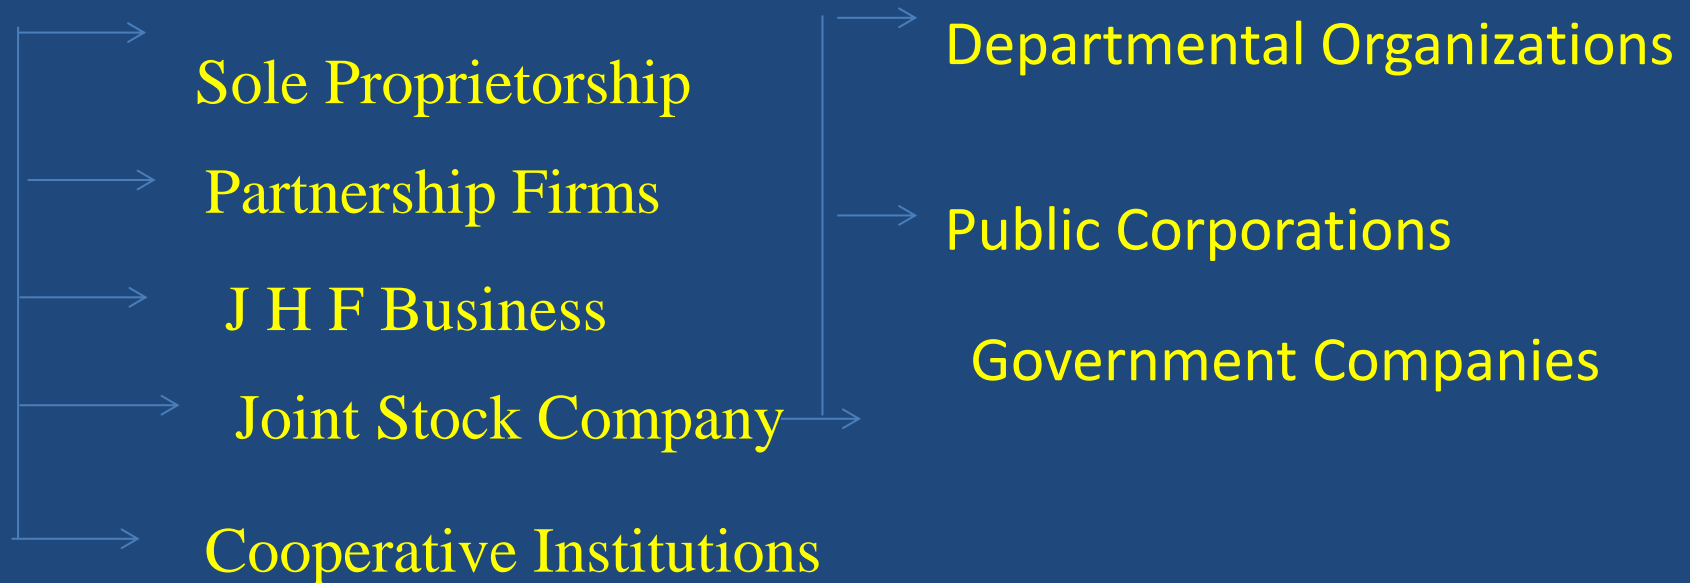 Sole Proprietorship
Partnership Firms
J H F Business
Joint Stock Company
Cooperative Institutions
Departmental Organizations
Public Corporations
Government Companies